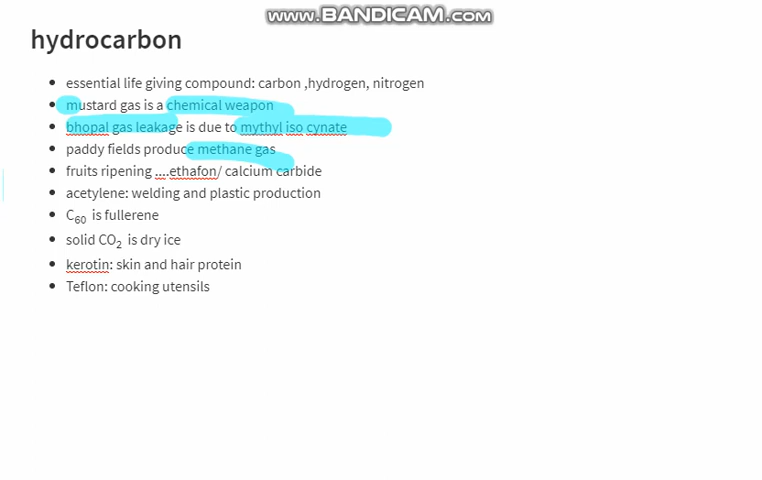 www.BANDICAM.com
hydrocarbon
• essential life giving compound: carbon ,hydrogen, nitrogen
• mustard gas is a chemical weapon
• bhopal gas leakage is due to mythyl iso cynate
• paddy fields produce methane gas
• fruits ripening ....ethafon/ calcium carbide
• acetylene: welding and plastic production
• C60 is fullerene
• solid CO2 is dry ice
• kerotin: skin and hair protein
• Teflon: cooking utensils